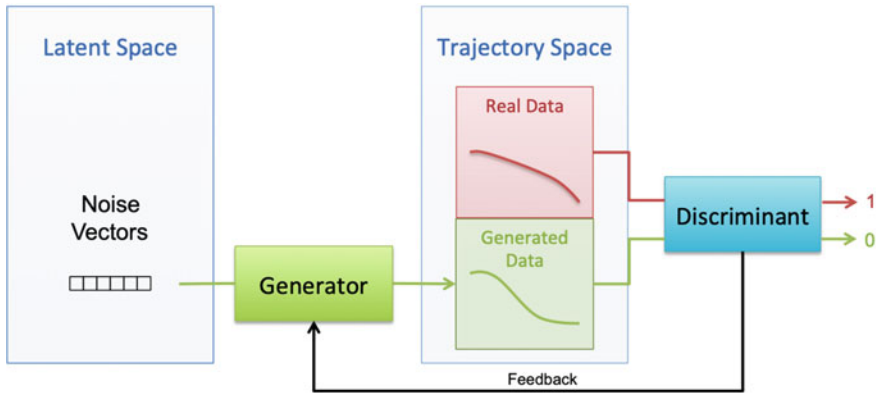 Latent Space
Noise
Vectors
Generator
Trajectory Space
Real Data
Generated
Data
Discriminant
1
0
Feedback